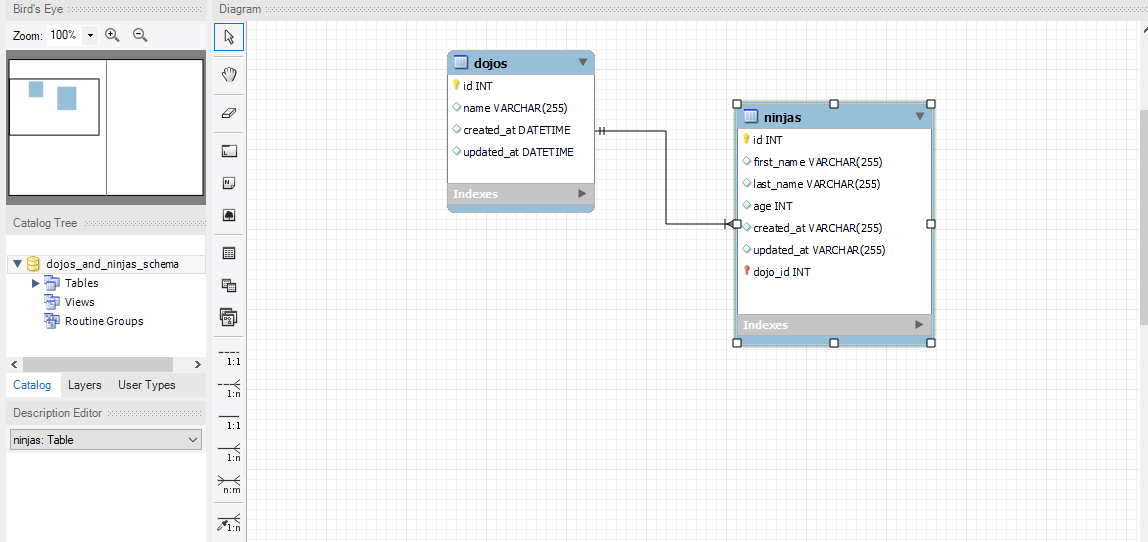 Bird's Eye
Zoom: 100%
Catalog Tree
dojos_and_ninjas_schema
Tables
Views
Routine Groups
Catalog Layers User Types
Description Editor
ninjas: Table
Diagram
1:1
1:n
1:1
1:n
n:m
1:n
dojos
id INT
name VARCHAR(255)
created_at DATETIME
updated_at DATETIME
Indexes
ninjas
id INT
first_name VARCHAR(255)
last_name VARCHAR(255)
age INT
created_at VARCHAR(255)
updated_at VARCHAR(255)
dojo_id INT
Indexes